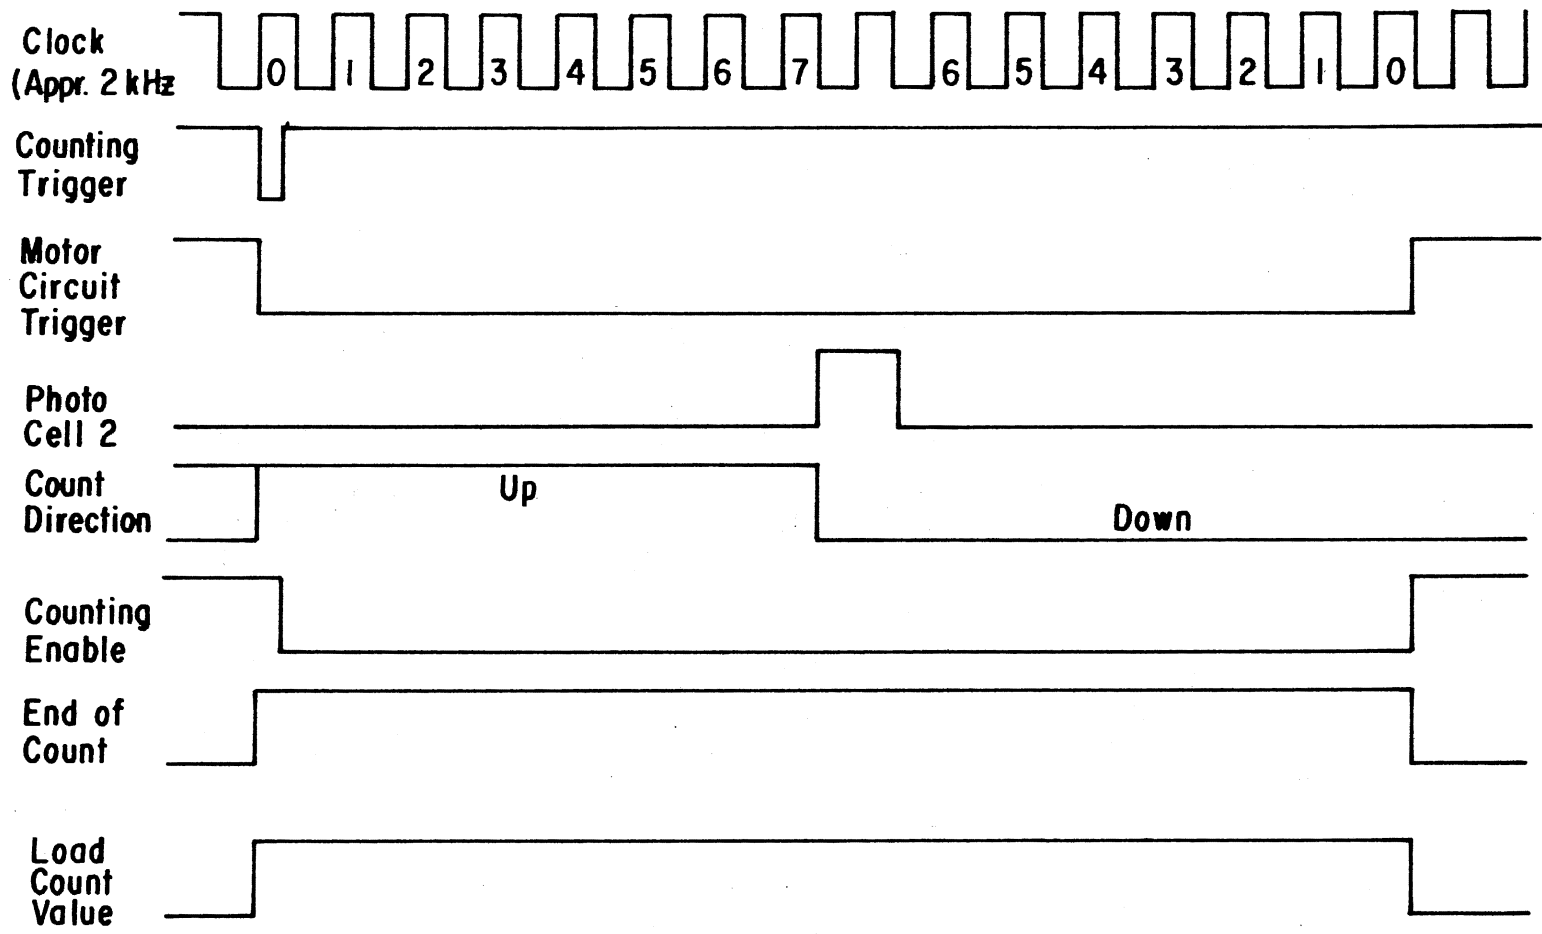 Clock
(Appr. 2 kHz
0 1 2 3 4 5 6 7 6 5 4 3 2 1 0
Counting
Trigger
Motor
Circuit
Trigger
Photo
Cell 2
Count
Direction
Up
Down
Counting
Enable
End of
Count
Load
Count
Value